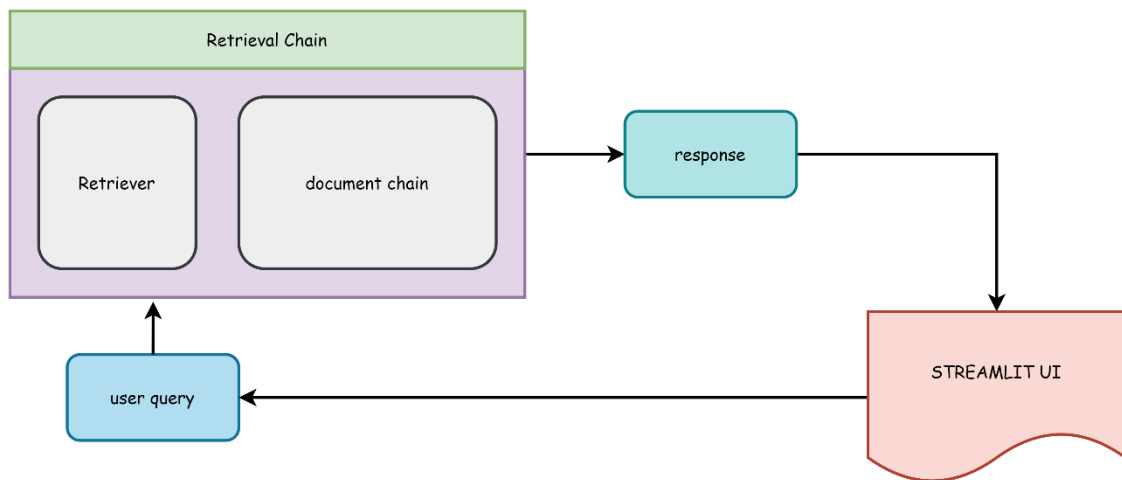 Retrieval Chain
Retriever
document chain
response
STREAMLIT UI
user query